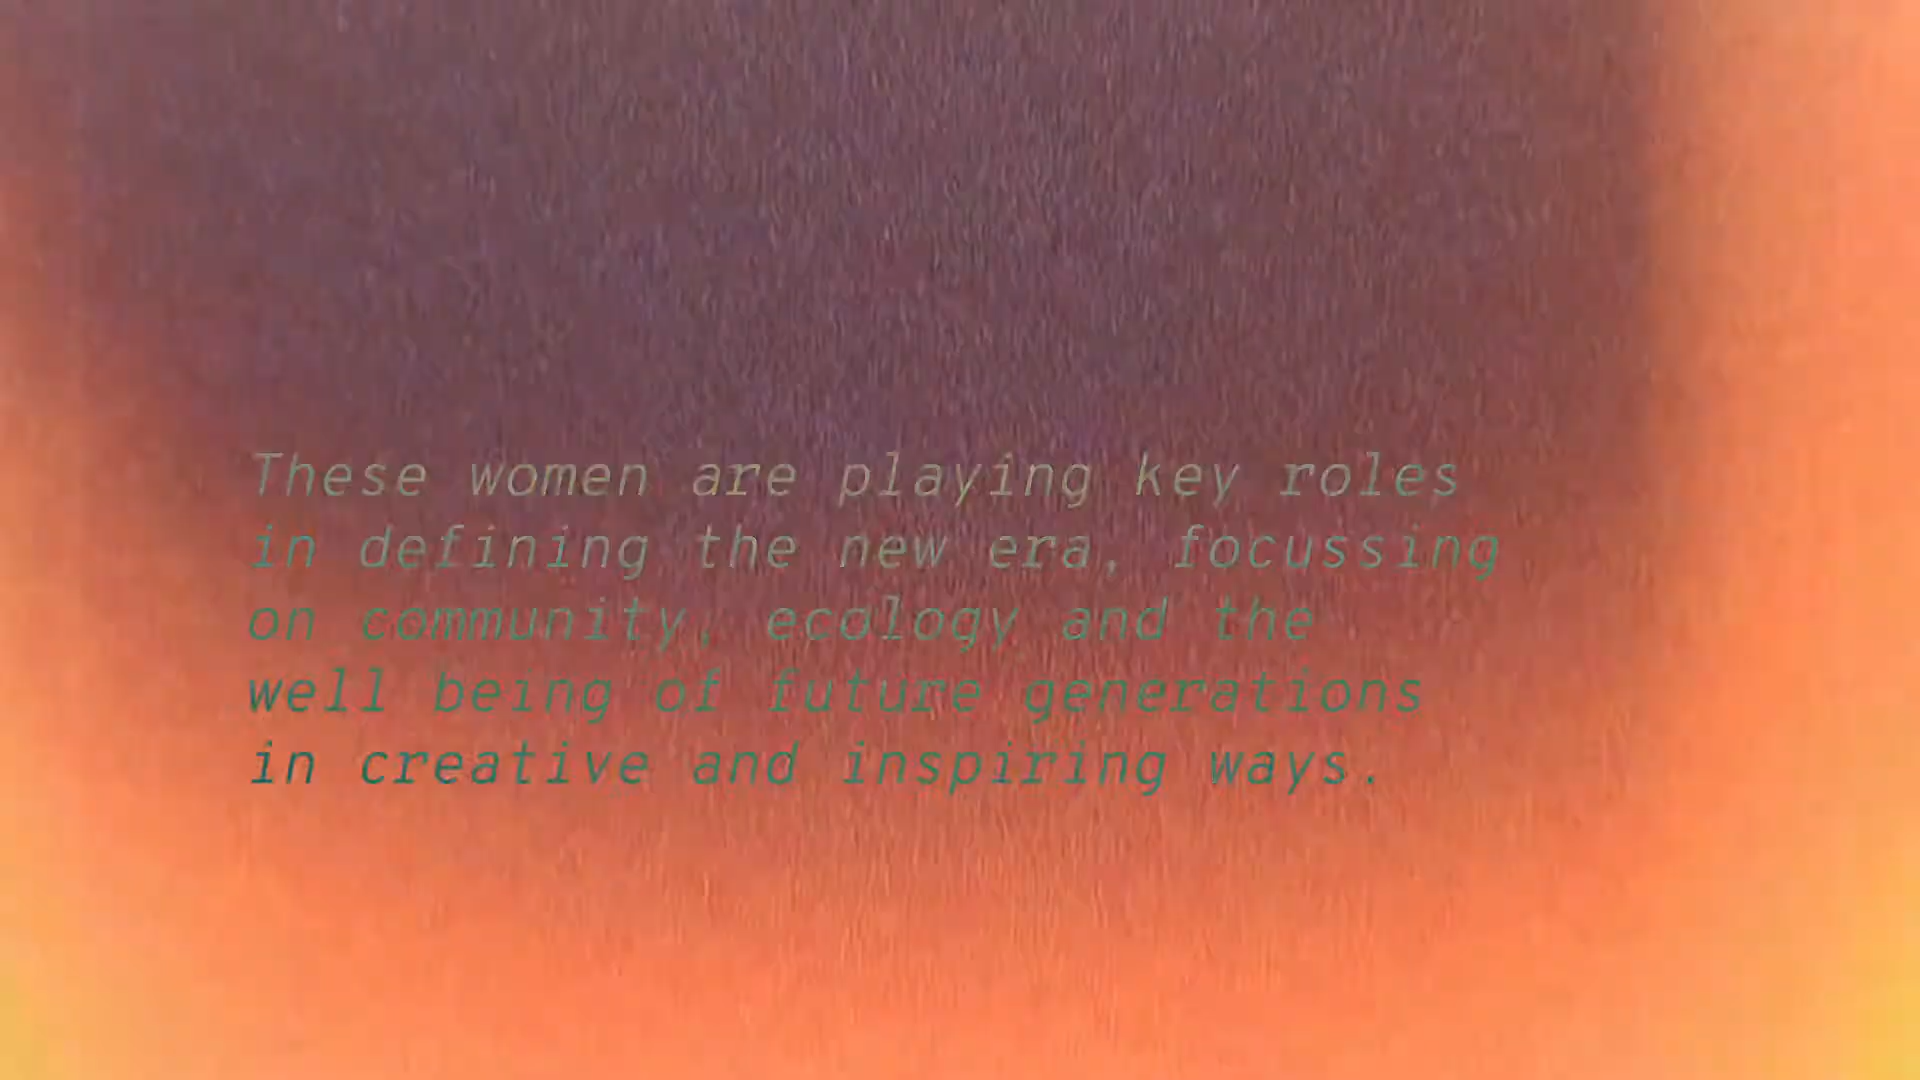 These women are playing key roles
in defining the new era, focussing
on community, ecology and the
well being of future generations
in creative and inspiring ways.